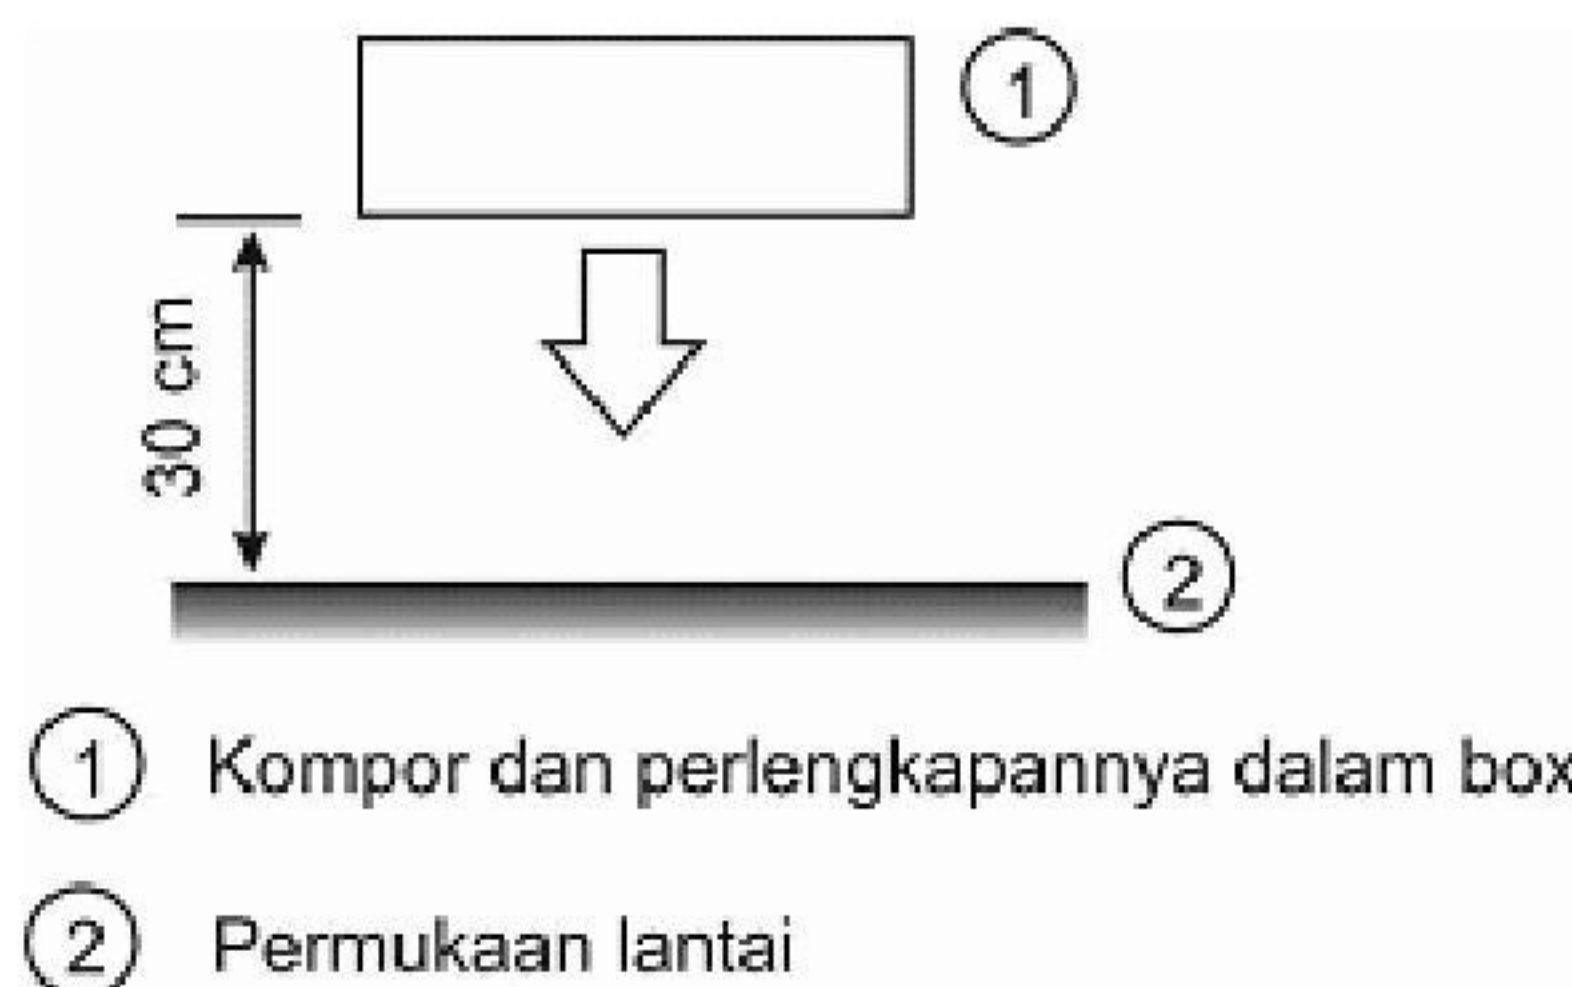 1
30 cm
2
1 Kompor dan perlengkapannya dalam box
2 Permukaan lantai